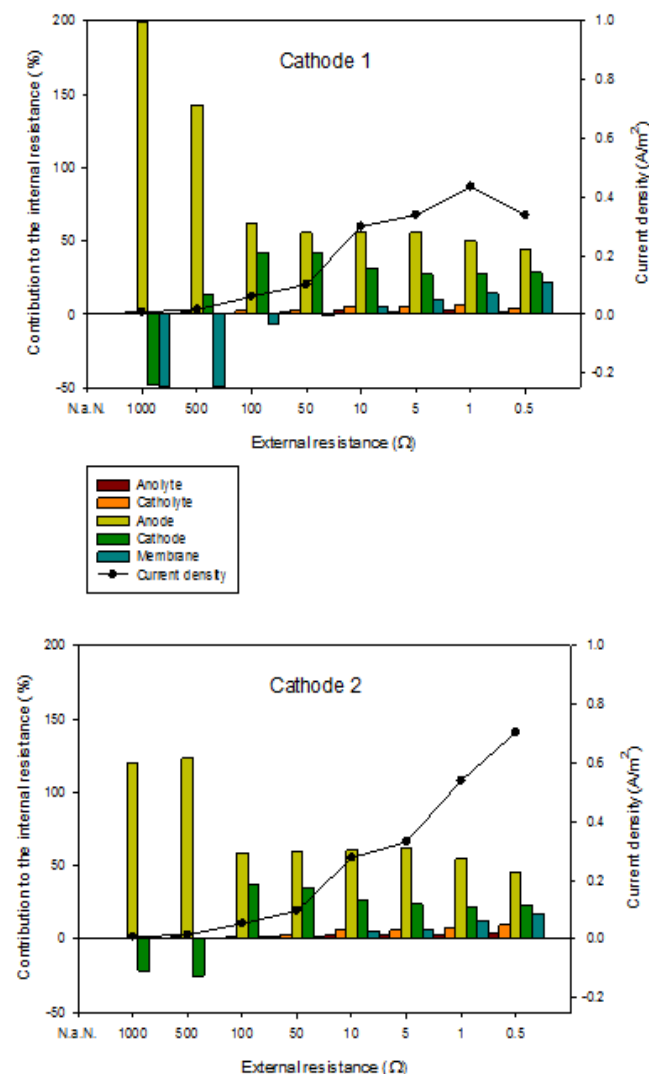 Cathode 1
Contribution to the internal resistance (%)
200
150
100
50
0
-50
1.0
0.8
0.6
0.4
0.2
0.0
-0.2
Current density (A/m²)
N.a.N. 1000 500 100 50 10 5 1 0.5
External resistance (Ω)
Anolyte
Catholyte
Anode
Cathode
Membrane
Current density
Cathode 2
Contribution to the internal resistance (%)
200
150
100
50
0
-50
1.0
0.8
0.6
0.4
0.2
0.0
-0.2
Current density (A/m²)
N.a.N. 1000 500 100 50 10 5 1 0.5
External resistance (Ω)